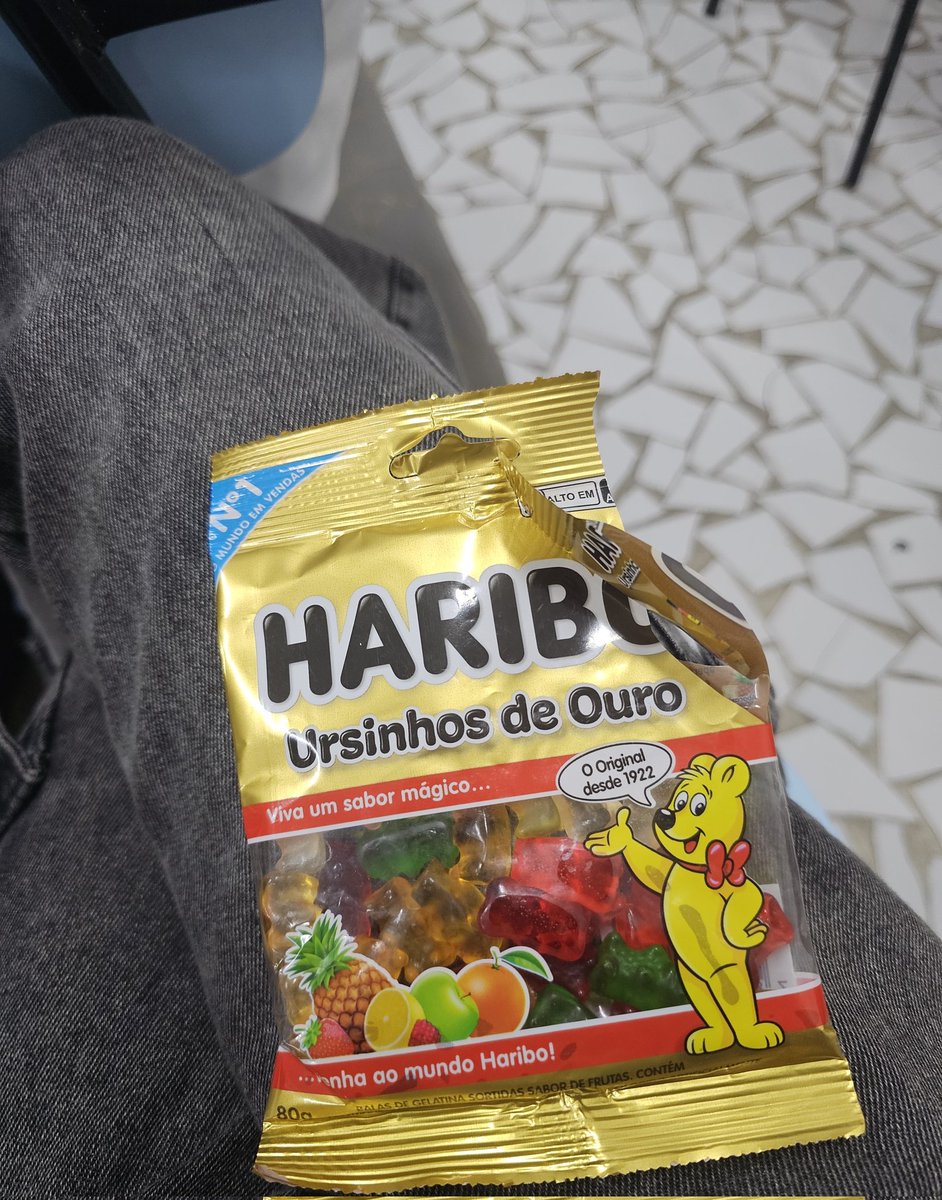 Nº1
MUNDO EM VENDAS
ALTO EM
HARIBO
Ursinhos de Ouro
O Original
desde 1922
Viva um sabor mágico...
...enha ao mundo Haribo!
80g
BALAS DE GELATINA SORTIDAS SABOR DE FRUTAS. CONTÉM